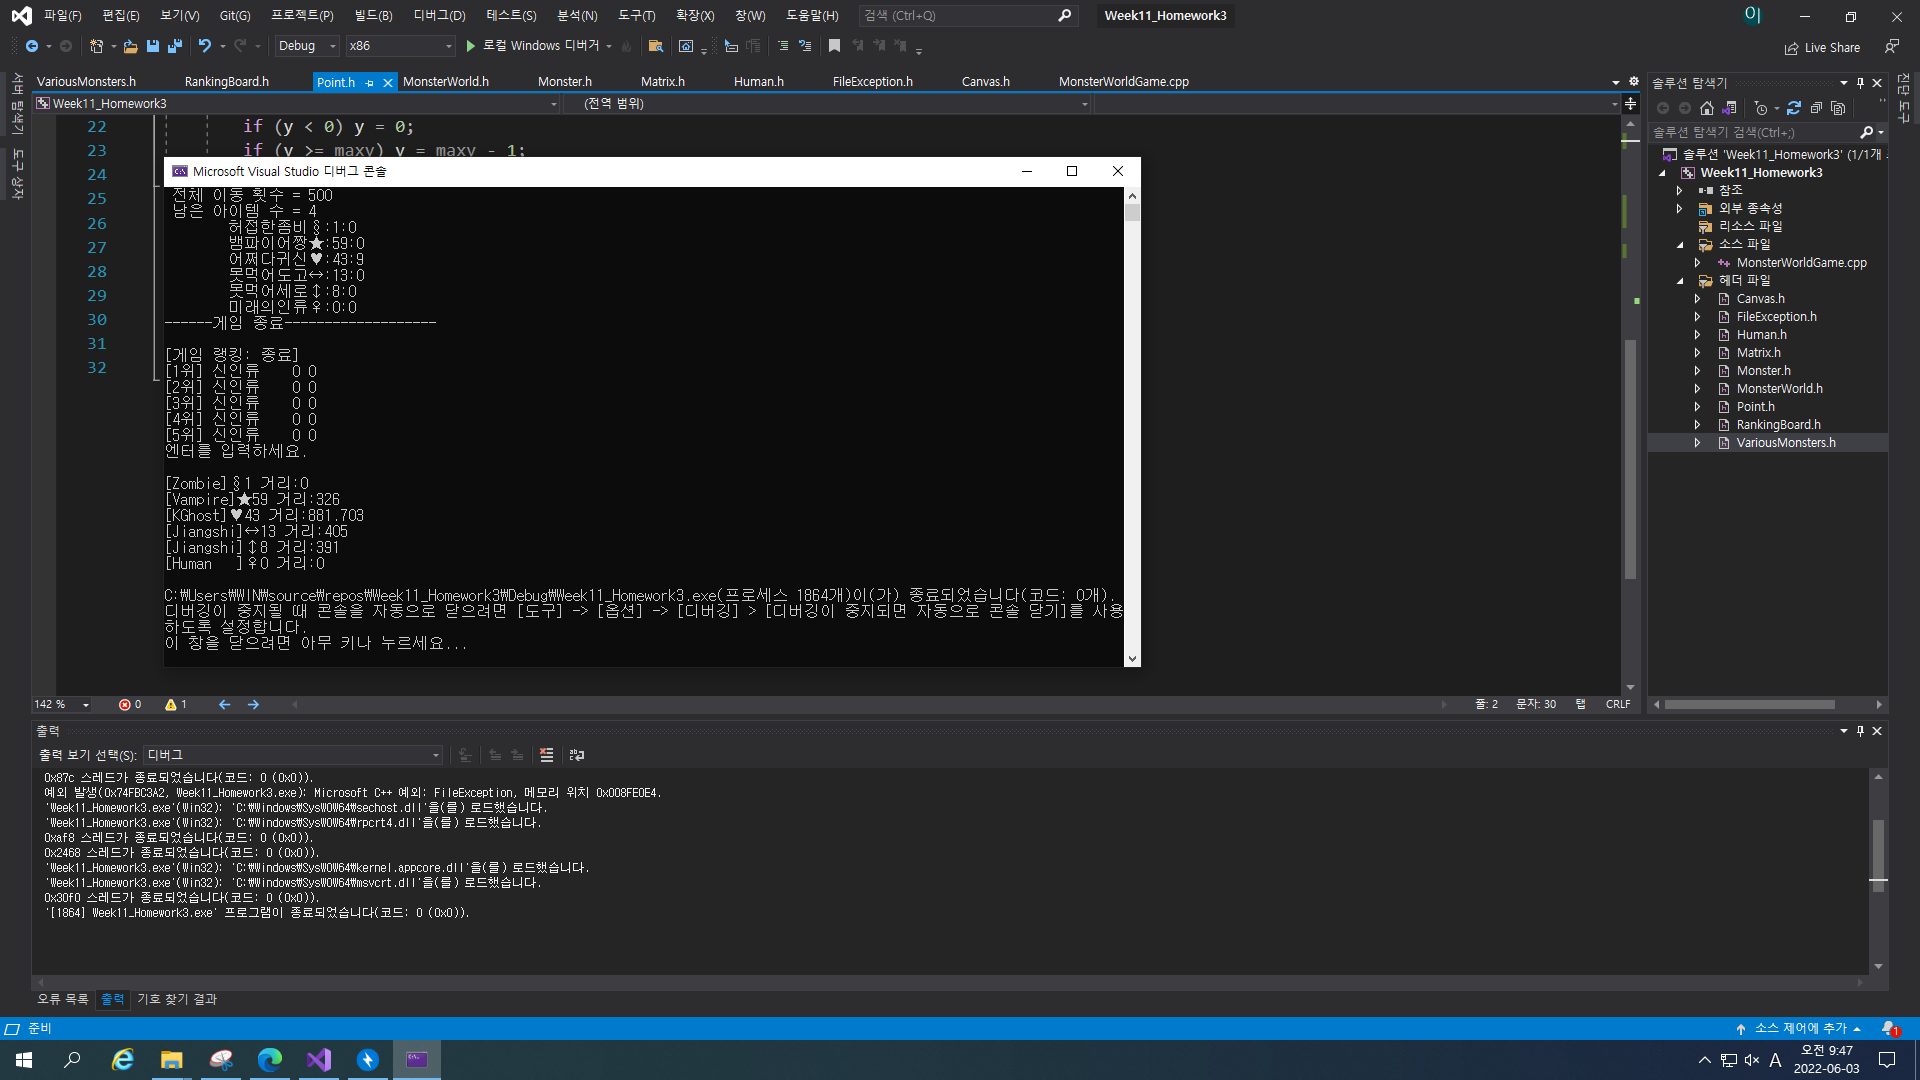 파일(F) 편집(E) 보기(V) Git(G) 프로젝트(P) 빌드(B) 디버그(D) 테스트(S) 분석(N) 도구(T) 확장(X) 창(W) 도움말(H) 검색 (Ctrl+Q) Week11_Homework3
Debug x86 로컬 Windows 디버거 Live Share
서버 탐색기
도구 상자
VariousMonsters.h RankingBoard.h Point.h MonsterWorld.h Monster.h Matrix.h Human.h FileException.h Canvas.h MonsterWorldGame.cpp
Week11_Homework3 (전역 범위)
22 if (y < 0) y = 0;
23 if (y >= maxy) y = maxy - 1;
24
25
26
27
28
29
30
31
32
Microsoft Visual Studio 디버그 콘솔
전체 이동 횟수 = 500
남은 아이템 수 = 4
허접한좀비§:1:0
뱀파이어짱★:59:0
어쩌다귀신♥:43:9
못먹어도고↔:13:0
못먹어세로↕:8:0
미래의인류♀:0:0
------게임 종료-------------------
[게임 랭킹: 종료]
[1위] 신인류 0 0
[2위] 신인류 0 0
[3위] 신인류 0 0
[4위] 신인류 0 0
[5위] 신인류 0 0
엔터를 입력하세요.
[Zombie]§1 거리:0
[Vampire]★59 거리:326
[KGhost]♥43 거리:881.703
[Jiangshi]↔13 거리:405
[Jiangshi]↕8 거리:391
[Human ]♀0 거리:0
C:₩Users₩WIN₩source₩repos₩Week11_Homework3₩Debug₩Week11_Homework3.exe(프로세스 1864개)이(가) 종료되었습니다(코드: 0개).
디버깅이 중지될 때 콘솔을 자동으로 닫으려면 [도구] -> [옵션] -> [디버깅] > [디버깅이 중지되면 자동으로 콘솔 닫기]를 사용
하도록 설정합니다.
이 창을 닫으려면 아무 키나 누르세요...
142 % 0 1 줄: 2 문자: 30 탭 CRLF
솔루션 탐색기
솔루션 탐색기 검색(Ctrl+;)
솔루션 'Week11_Homework3' (1/1개
Week11_Homework3
참조
외부 종속성
리소스 파일
소스 파일
MonsterWorldGame.cpp
헤더 파일
Canvas.h
FileException.h
Human.h
Matrix.h
Monster.h
MonsterWorld.h
Point.h
RankingBoard.h
VariousMonsters.h
진단 도구
출력
출력 보기 선택(S): 디버그
0x87c 스레드가 종료되었습니다(코드: 0 (0x0)).
예외 발생(0x74FBC3A2, Week11_Homework3.exe): Microsoft C++ 예외: FileException, 메모리 위치 0x008FE0E4.
'Week11_Homework3.exe'(Win32): 'C:₩Windows₩SysWOW64₩sechost.dll'을(를) 로드했습니다.
'Week11_Homework3.exe'(Win32): 'C:₩Windows₩SysWOW64₩rpcrt4.dll'을(를) 로드했습니다.
0xaf8 스레드가 종료되었습니다(코드: 0 (0x0)).
0x2468 스레드가 종료되었습니다(코드: 0 (0x0)).
'Week11_Homework3.exe'(Win32): 'C:₩Windows₩SysWOW64₩kernel.appcore.dll'을(를) 로드했습니다.
'Week11_Homework3.exe'(Win32): 'C:₩Windows₩SysWOW64₩msvcrt.dll'을(를) 로드했습니다.
0x30f0 스레드가 종료되었습니다(코드: 0 (0x0)).
'[1864] Week11_Homework3.exe' 프로그램이 종료되었습니다(코드: 0 (0x0)).
오류 목록 출력 기호 찾기 결과
준비 소스 제어에 추가 1
A 오전 9:47
2022-06-03